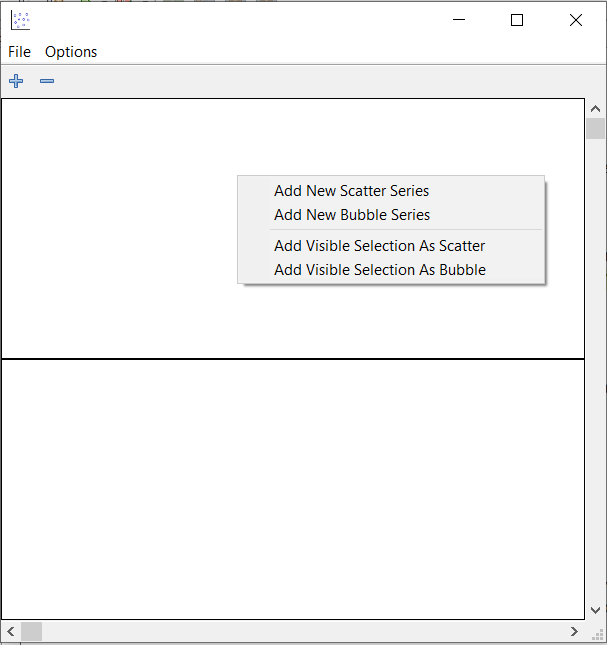 File Options
Add New Scatter Series
Add New Bubble Series
Add Visible Selection As Scatter
Add Visible Selection As Bubble